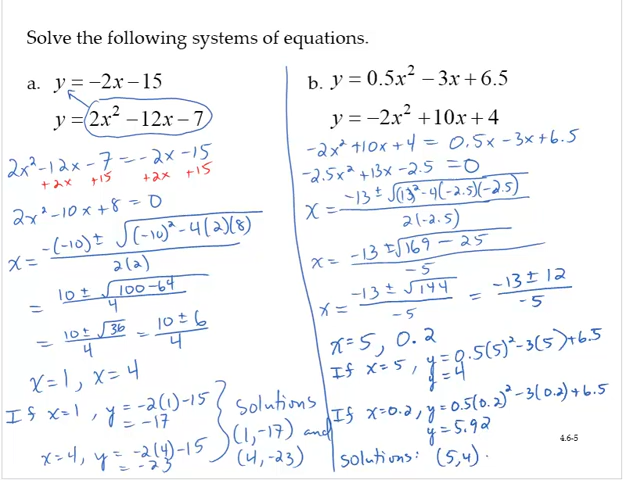 Solve the following systems of equations.
a. y = −2x − 15
y = 2x² − 12x − 7
2x² - 12x - 7 = -2x - 15
+2x +15 +2x +15
2x² - 10x + 8 = 0
x = -(-10) ± √(-10)² - 4(2)(8) / 2(2)
= 10 ± √100-64 / 4
= 10 ± √36 / 4 = 10 ± 6 / 4
x = 1, x = 4
If x=1, y = -2(1)-15
= -17
x=4, y = -2(4)-15
= -23
solutions
(1,-17) and
(4,-23)
b. y = 0.5x² − 3x + 6.5
y = −2x² + 10x + 4
-2x² + 10x + 4 = 0.5x - 3x + 6.5
-2.5x² + 13x - 2.5 = 0
x = -13 ± √(13)² - 4(-2.5)(-2.5) / 2(-2.5)
x = -13 ± √169 - 25 / -5
x = -13 ± √144 / -5 = -13 ± 12 / -5
x = 5, 0.2
If x=5, y = 0.5(5)² - 3(5) + 6.5
y = 4
If x=0.2, y = 0.5(0.2)² - 3(0.2) + 6.5
y = 5.92
solutions: (5,4)
4.6-5